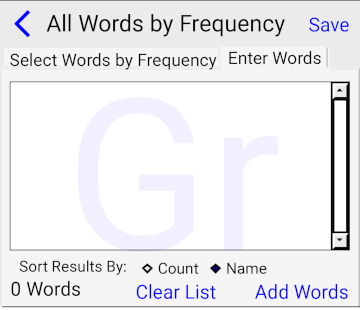 All Words by Frequency Save
Select Words by Frequency Enter Words
Gr
Sort Results By: Count Name
0 Words Clear List Add Words